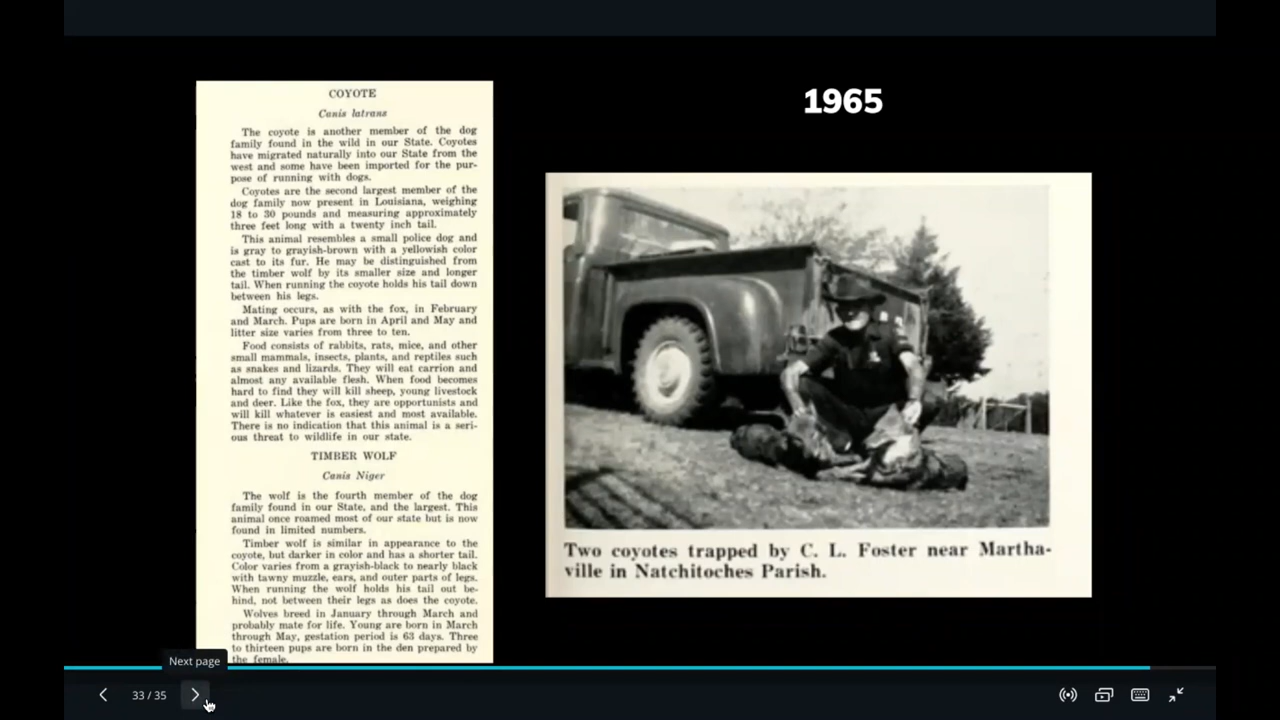 COYOTE
Canis latrans
The coyote is another member of the dog
family found in the wild in our State. Coyotes
have migrated naturally into our State from the
west and some have been imported for the pur-
pose of running with dogs.
Coyotes are the second largest member of the
dog family now present in Louisiana, weighing
18 to 30 pounds and measuring approximately
three feet long with a twenty inch tail.
This animal resembles a small police dog and
is gray to grayish-brown with a yellowish color
cast to its fur. He may be distinguished from
the timber wolf by its smaller size and longer
tail. When running the coyote holds his tail down
between his legs.
Mating occurs, as with the fox, in February
and March. Pups are born in April and May and
litter size varies from three to ten.
Food consists of rabbits, rats, mice, and other
small mammals, insects, plants, and reptiles such
as snakes and lizards. They will eat carrion and
almost any available flesh. When food becomes
hard to find they will kill sheep, young livestock
and deer. Like the fox, they are opportunists and
will kill whatever is easiest and most available.
There is no indication that this animal is a seri-
ous threat to wildlife in our state.
TIMBER WOLF
Canis Niger
The wolf is the fourth member of the dog
family found in our State, and the largest. This
animal once roamed most of our state but is now
found in limited numbers.
Timber wolf is similar in appearance to the
coyote, but darker in color and has a shorter tail.
Color varies from a grayish-black to nearly black
with tawny muzzle, ears, and outer parts of legs.
When running the wolf holds his tail out be-
hind, not between their legs as does the coyote.
Wolves breed in January through March and
probably mate for life. Young are born in March
through May, gestation period is 63 days. Three
to thirteen pups are born in the den prepared by
the female.
1965
Two coyotes trapped by C. L. Foster near Martha-
ville in Natchitoches Parish.
Next page
33 / 35